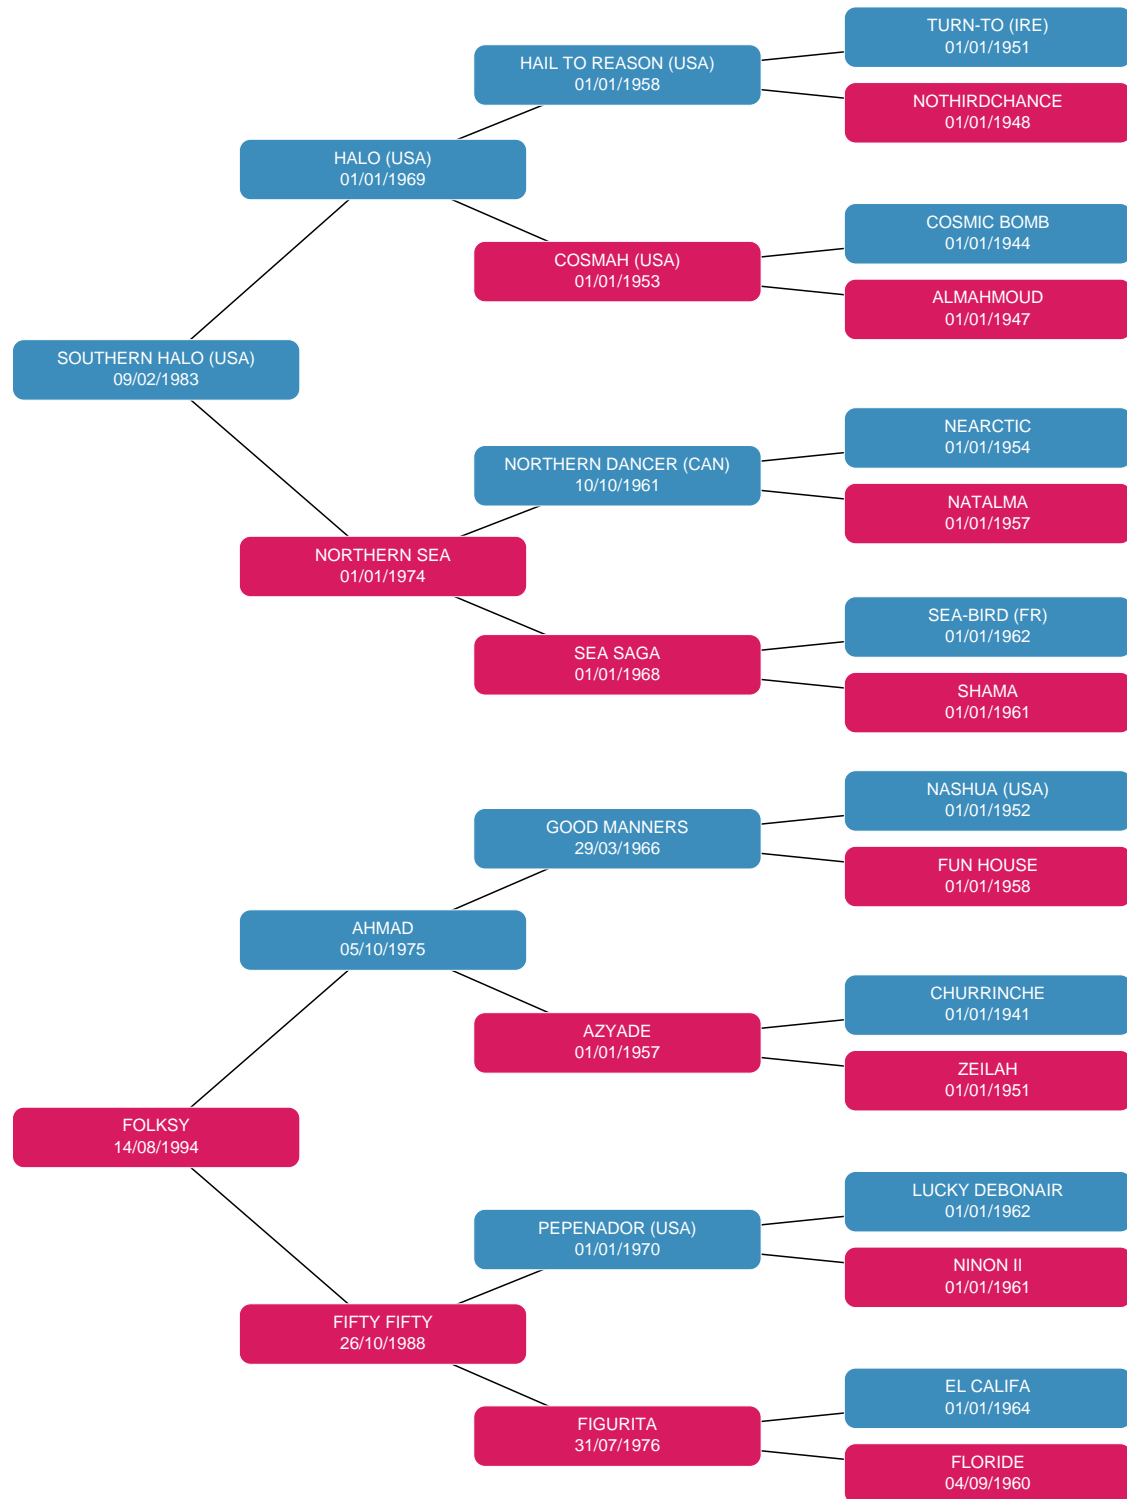 TURN-TO (IRE)
01/01/1951
HAIL TO REASON (USA)
01/01/1958
NOTHIRDCHANCE
01/01/1948
HALO (USA)
01/01/1969
COSMIC BOMB
01/01/1944
COSMAH (USA)
01/01/1953
ALMAHMOUD
01/01/1947
SOUTHERN HALO (USA)
09/02/1983
NEARCTIC
01/01/1954
NORTHERN DANCER (CAN)
10/10/1961
NATALMA
01/01/1957
NORTHERN SEA
01/01/1974
SEA-BIRD (FR)
01/01/1962
SEA SAGA
01/01/1968
SHAMA
01/01/1961
NASHUA (USA)
01/01/1952
GOOD MANNERS
29/03/1966
FUN HOUSE
01/01/1958
AHMAD
05/10/1975
CHURRINCHE
01/01/1941
AZYADE
01/01/1957
ZEILAH
01/01/1951
FOLKSY
14/08/1994
LUCKY DEBONAIR
01/01/1962
PEPENADOR (USA)
01/01/1970
NINON II
01/01/1961
FIFTY FIFTY
26/10/1988
EL CALIFA
01/01/1964
FIGURITA
31/07/1976
FLORIDE
04/09/1960